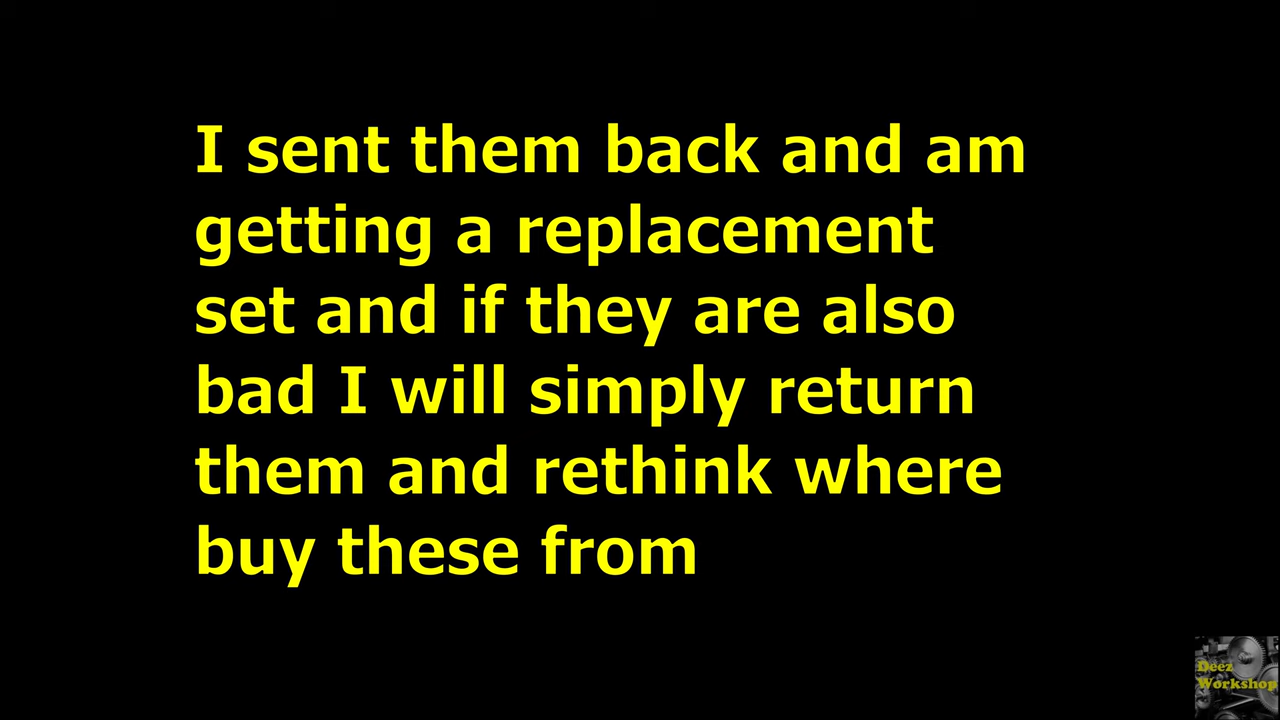 I sent them back and am
getting a replacement
set and if they are also
bad I will simply return
them and rethink where
buy these from
Deez
Workshop